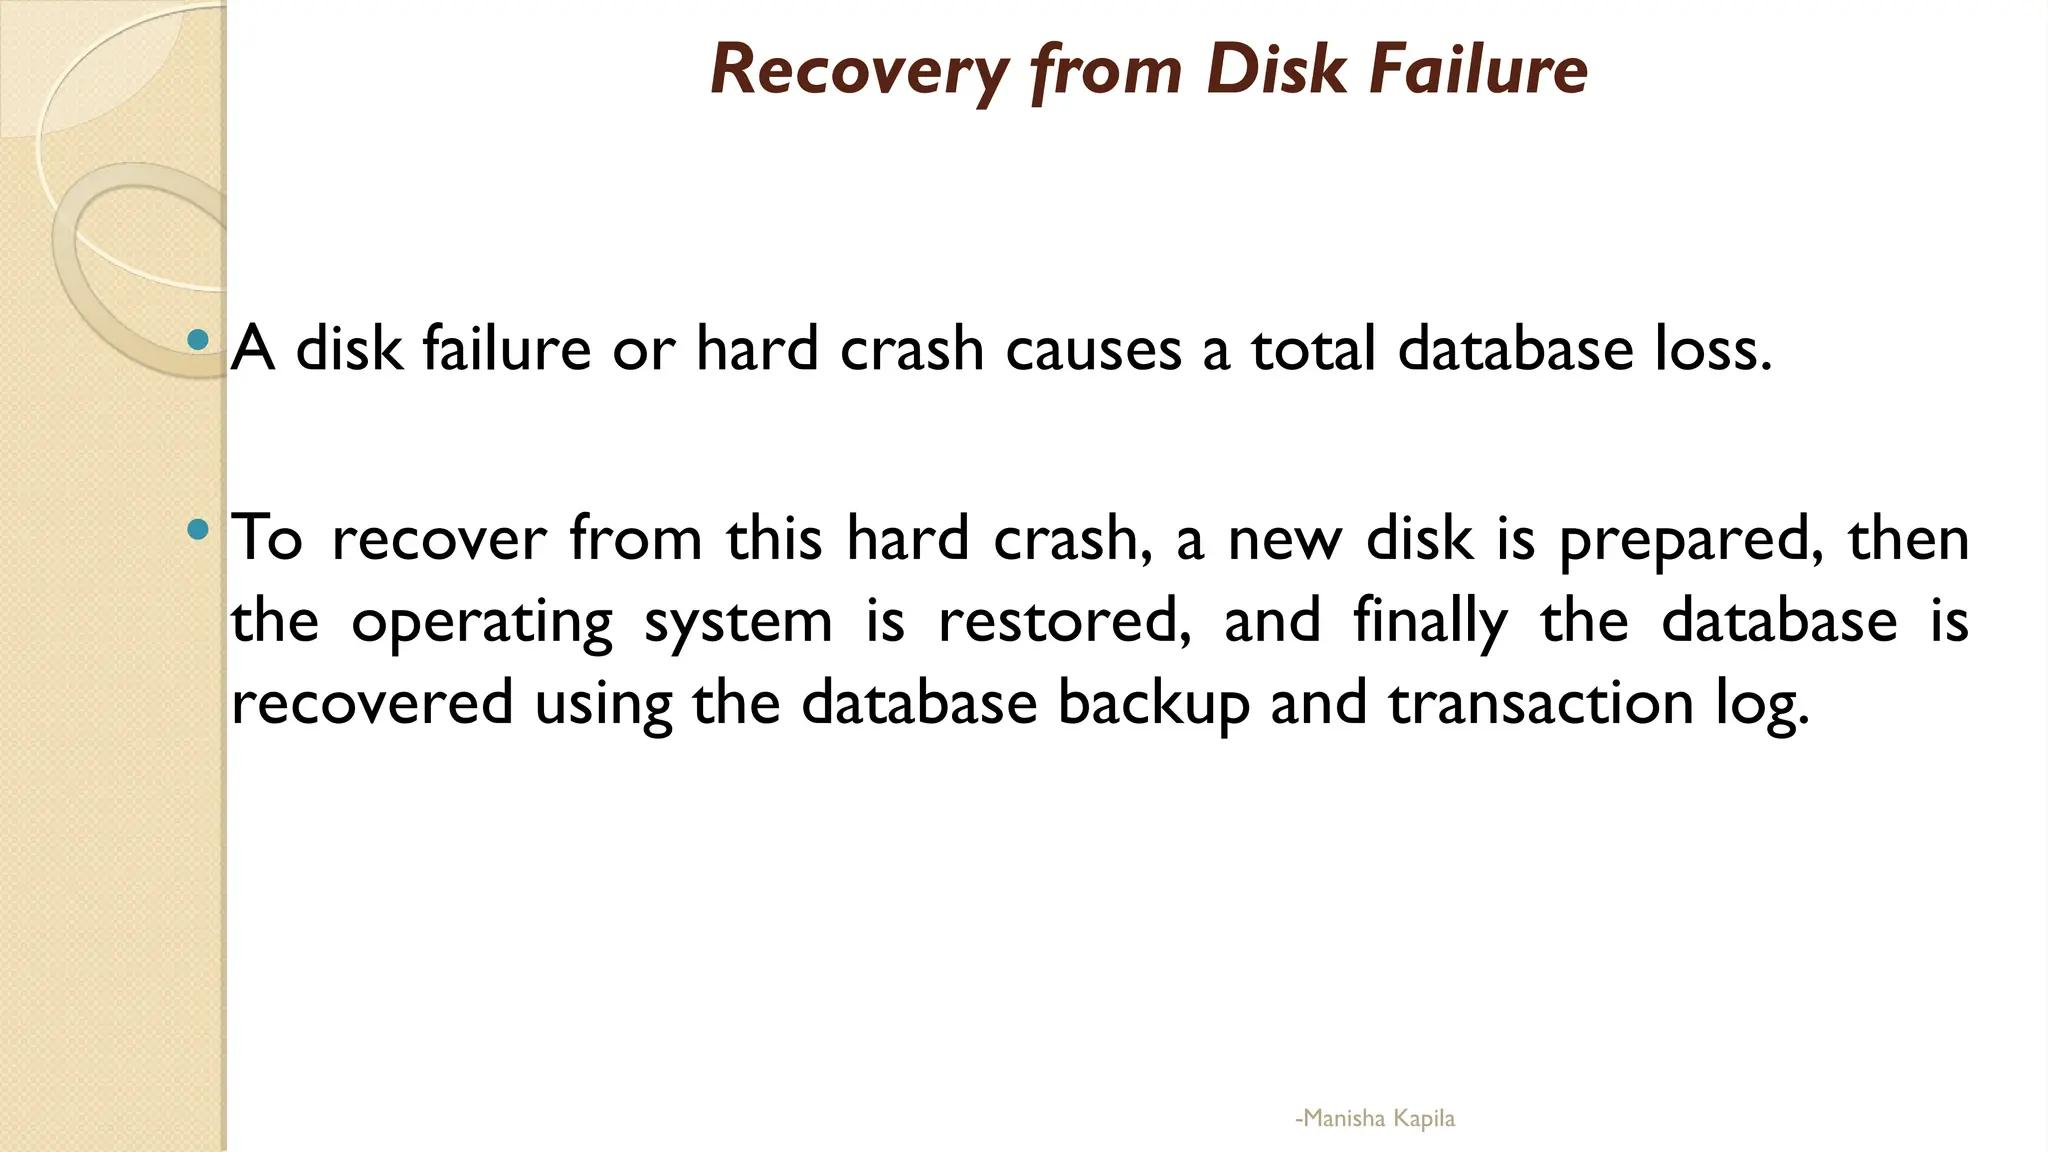 Recovery from Disk Failure
• A disk failure or hard crash causes a total database loss.
• To recover from this hard crash, a new disk is prepared, then
the operating system is restored, and finally the database is
recovered using the database backup and transaction log.
-Manisha Kapila